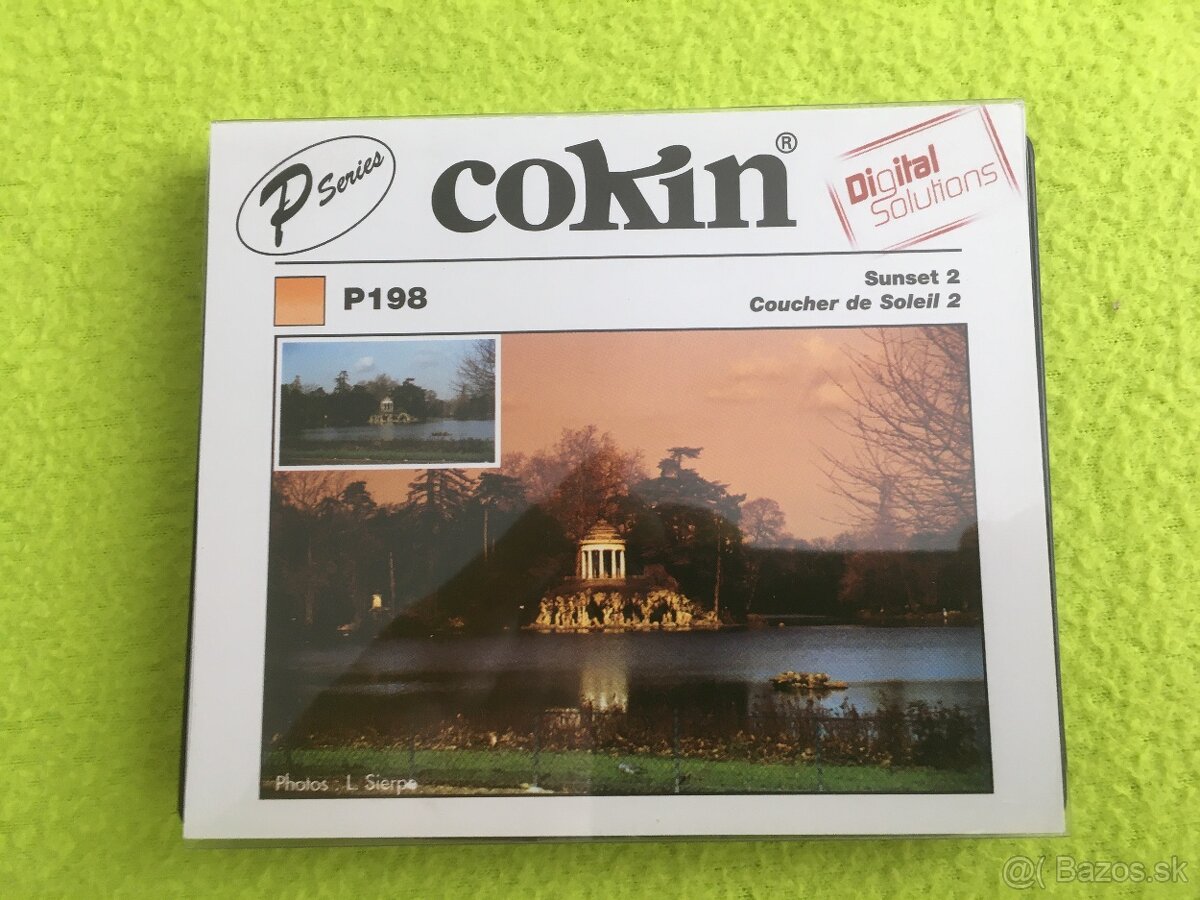 P Series
cokin®
Digital
Solutions
P198
Sunset 2
Coucher de Soleil 2
Photos : L. Sierpe
@( Bazos.sk